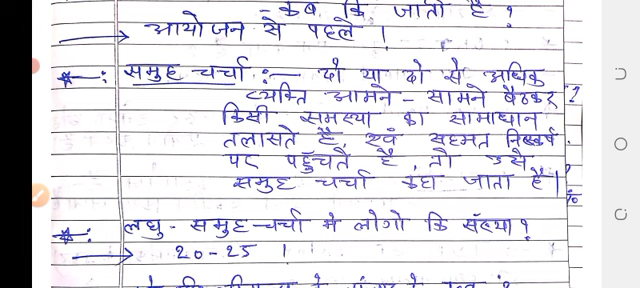 - कब कि जाती है ?
→ आयोजन से पहले ।
*: समुह चर्चा :- दो या दो से अधिक
व्यक्ति आमने - सामने बैठकर
किसी समस्या का सामाधान
तलासते है, एवं सहमत निष्कर्ष
पर पहुँचते है, तो उसे
समुह चर्चा कहा जाता है।
*: लघु - समुह - चर्चा मे लोगो कि संख्या ?
→ 20-25 ।